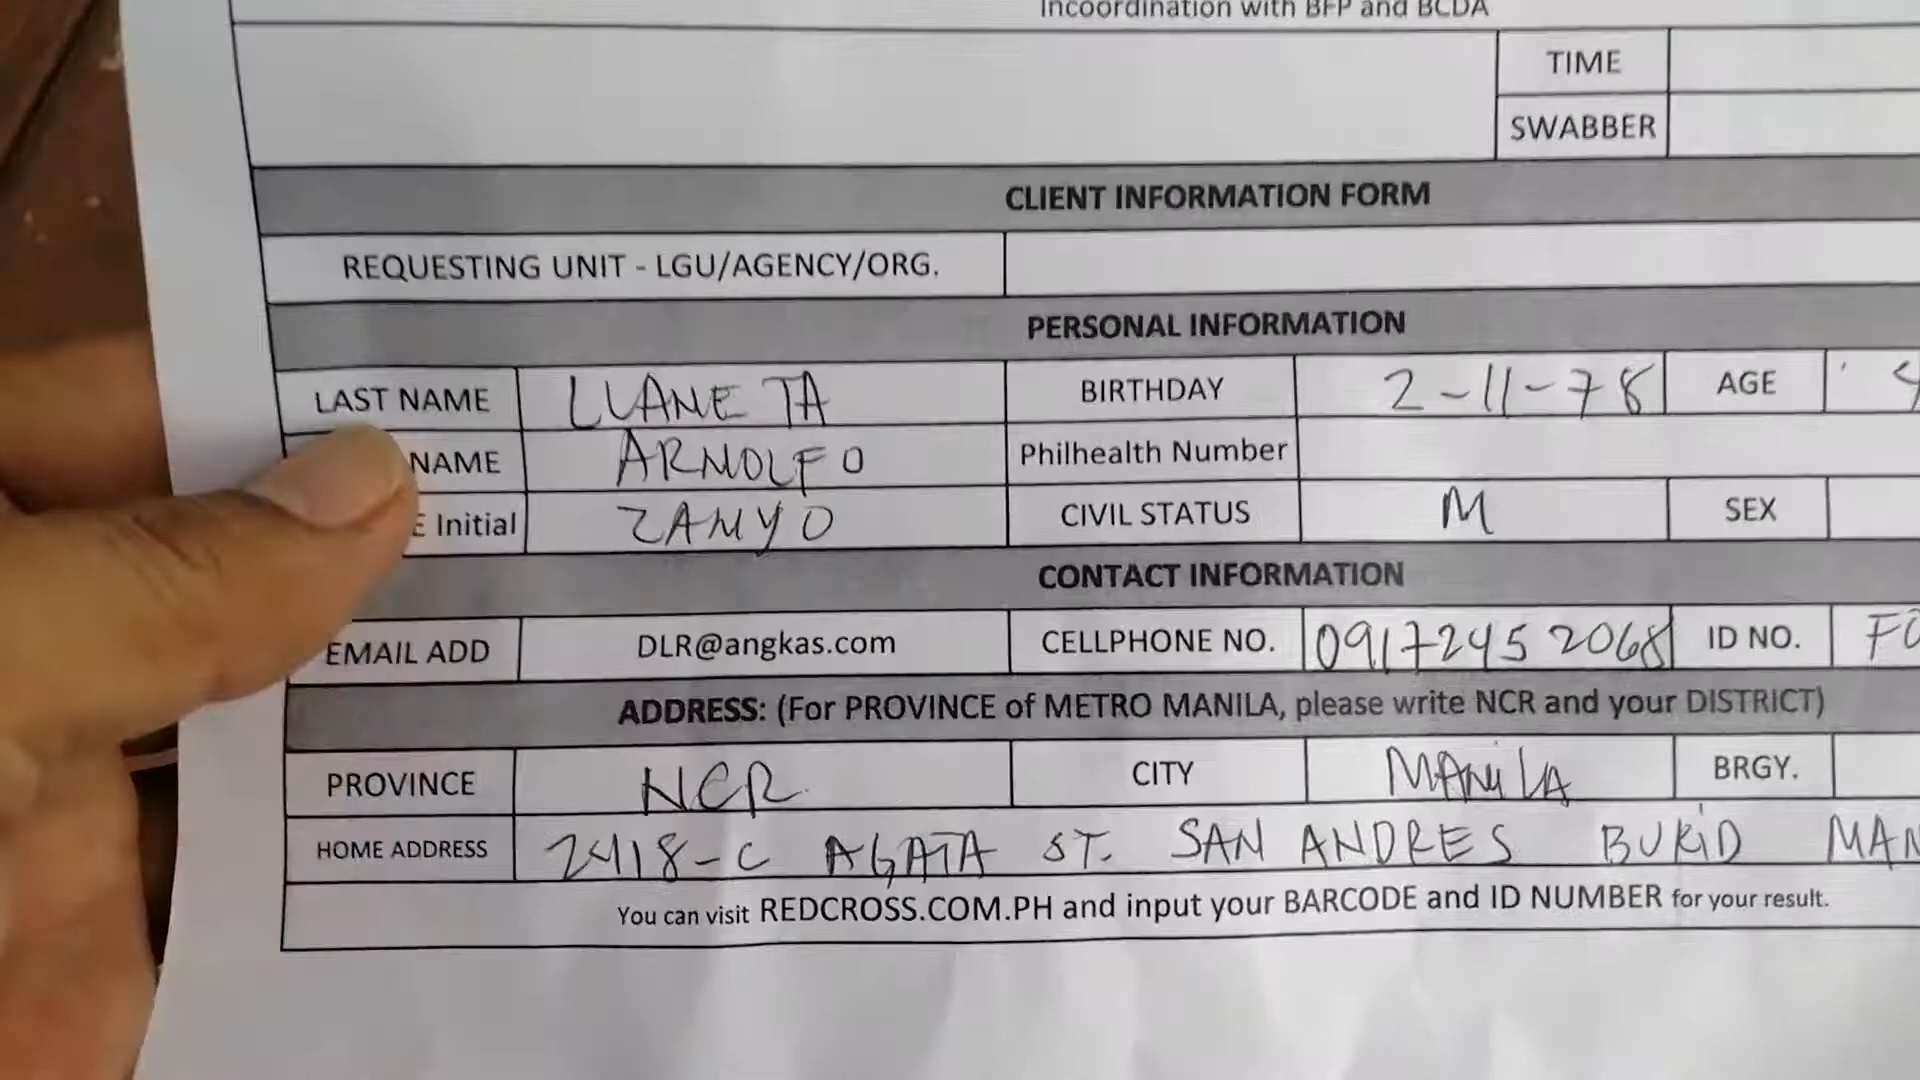 Incoordination with BFP and BCDA
TIME
SWABBER
CLIENT INFORMATION FORM
REQUESTING UNIT - LGU/AGENCY/ORG.
PERSONAL INFORMATION
LAST NAME LUANETA BIRTHDAY 2-11-78 AGE 4
NAME ARNOLFO Philhealth Number
E Initial ZAMYO CIVIL STATUS M SEX
CONTACT INFORMATION
EMAIL ADD DLR@angkas.com CELLPHONE NO. 09172452068 ID NO. FO
ADDRESS: (For PROVINCE of METRO MANILA, please write NCR and your DISTRICT)
PROVINCE NCR CITY MANILA BRGY.
HOME ADDRESS 2418-C AGATA ST. SAN ANDRES BUKID MAN
You can visit REDCROSS.COM.PH and input your BARCODE and ID NUMBER for your result.